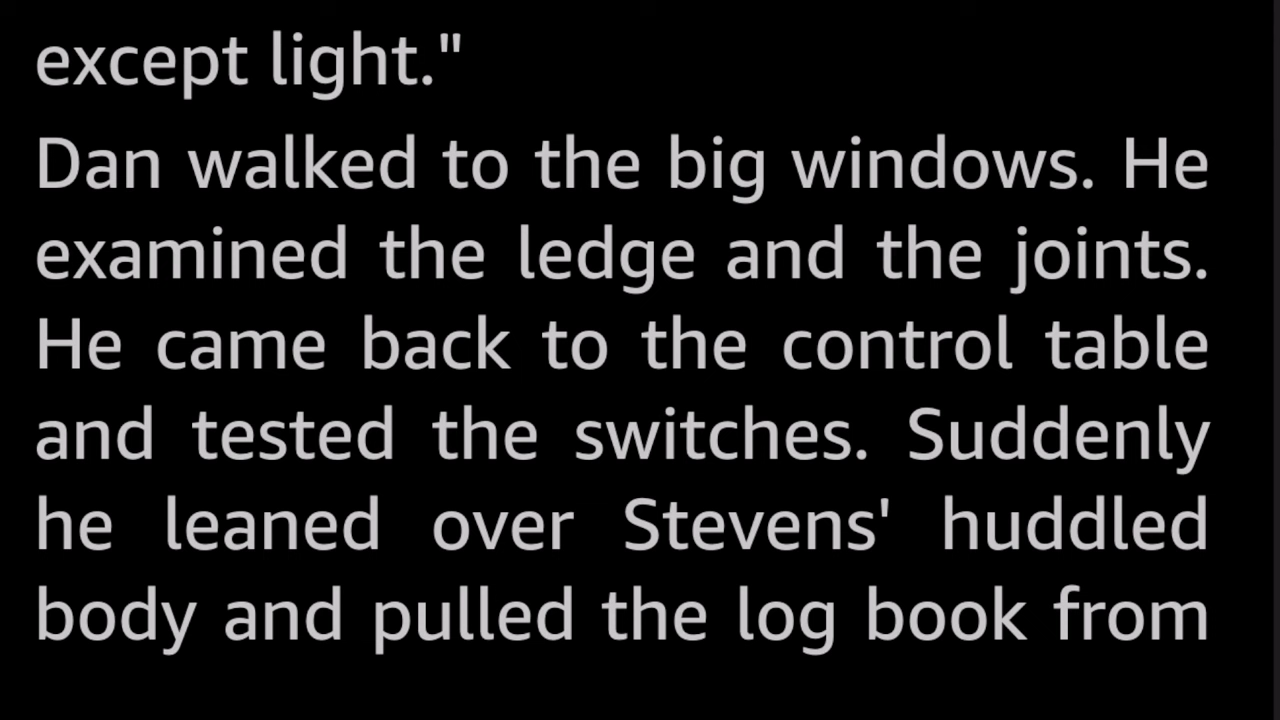 except light."
Dan walked to the big windows. He
examined the ledge and the joints.
He came back to the control table
and tested the switches. Suddenly
he leaned over Stevens' huddled
body and pulled the log book from